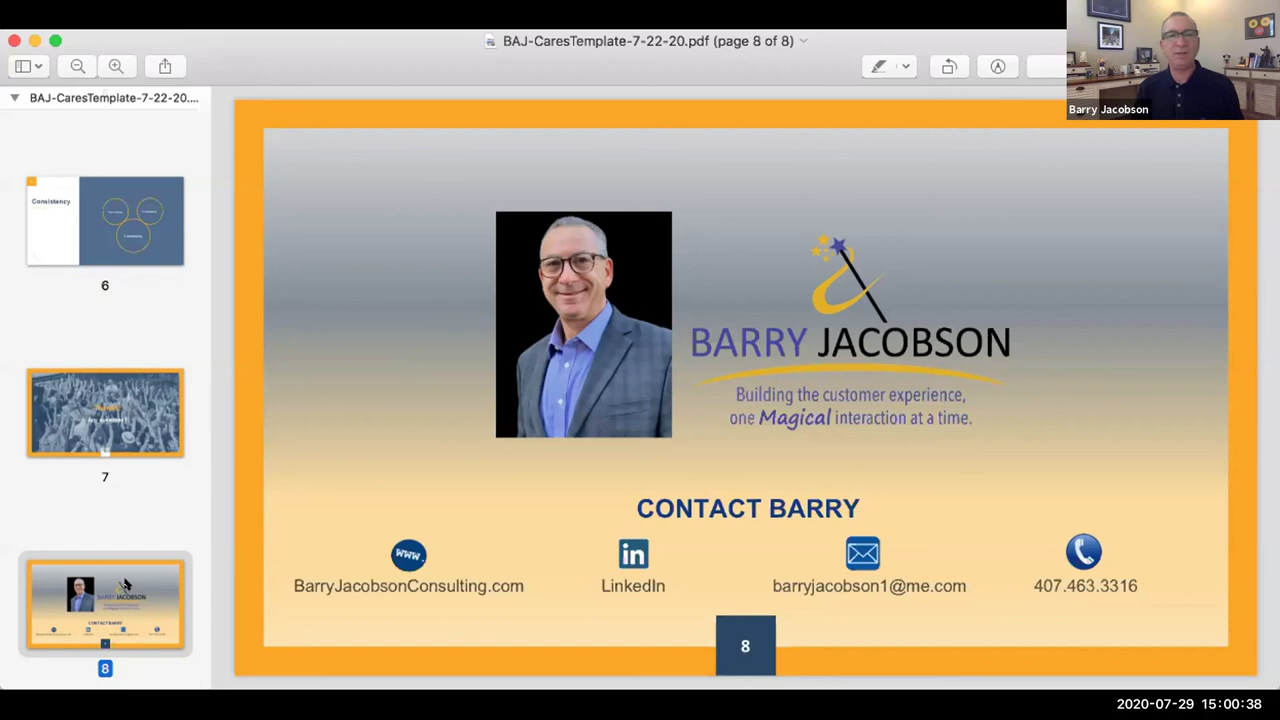 BAJ-CaresTemplate-7-22-20.pdf (page 8 of 8)
BAJ-CaresTemplate-7-22-20....
Barry Jacobson
Consistency
6
7
8
BARRY JACOBSON
Building the customer experience,
one Magical interaction at a time.
CONTACT BARRY
www.
in
BarryJacobsonConsulting.com
LinkedIn
barryjacobson1@me.com
407.463.3316
8
2020-07-29 15:00:38